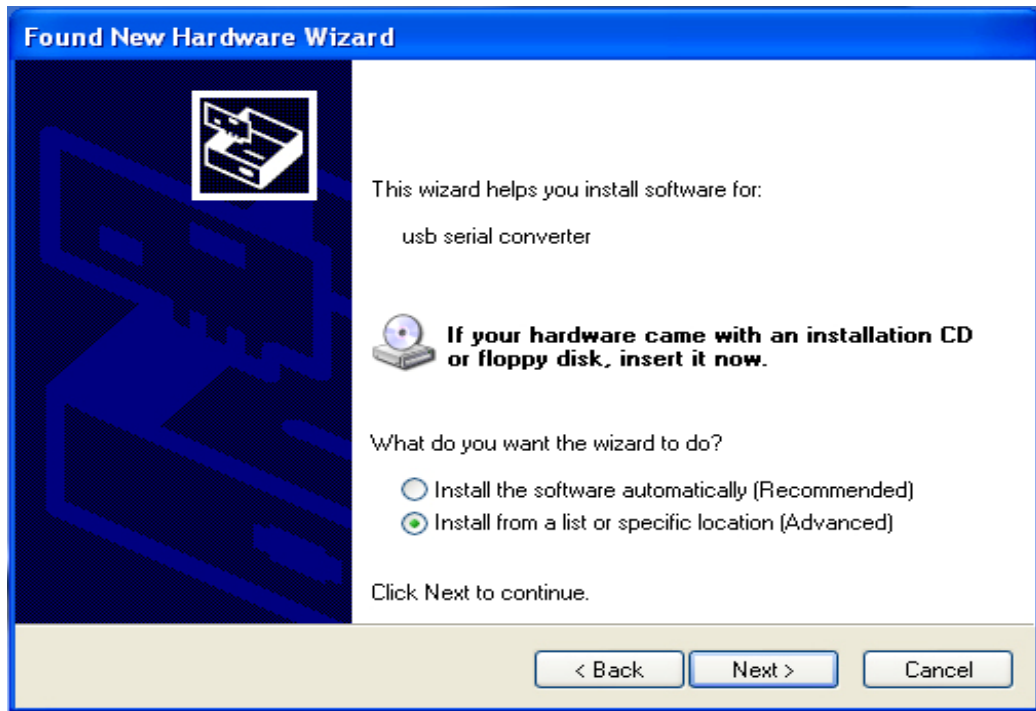 Found New Hardware Wizard
This wizard helps you install software for:
usb serial converter
If your hardware came with an installation CD
or floppy disk, insert it now.
What do you want the wizard to do?
Install the software automatically (Recommended)
Install from a list or specific location (Advanced)
Click Next to continue.
< Back
Next >
Cancel